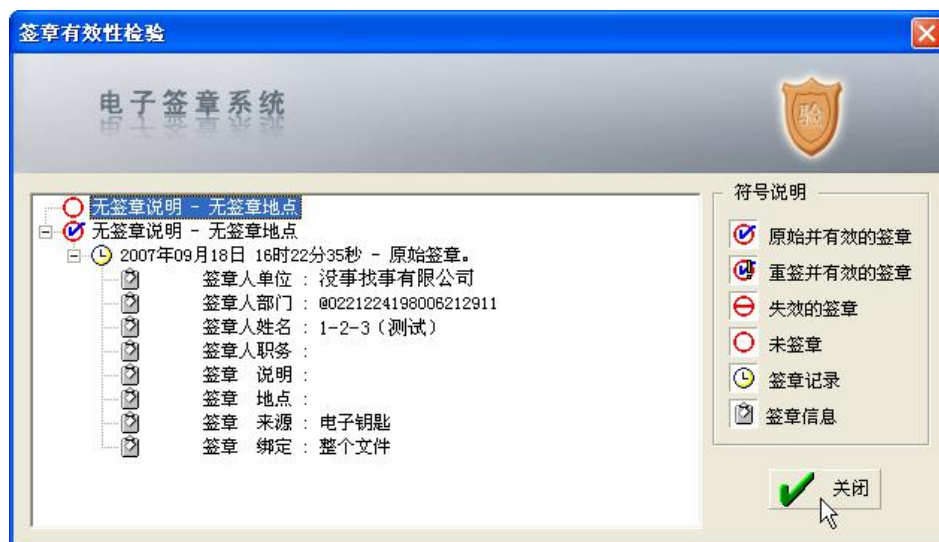 签章有效性检验
电子签章系统
验
无签章说明 - 无签章地点
无签章说明 - 无签章地点
2007年09月18日 16时22分35秒 - 原始签章。
签章人单位 : 没事找事有限公司
签章人部门 : @0221224198006212911
签章人姓名 : 1-2-3（测试）
签章人职务 :
签章 说明 :
签章 地点 :
签章 来源 : 电子钥匙
签章 绑定 : 整个文件
符号说明
原始并有效的签章
重签并有效的签章
失效的签章
未签章
签章记录
签章信息
关闭